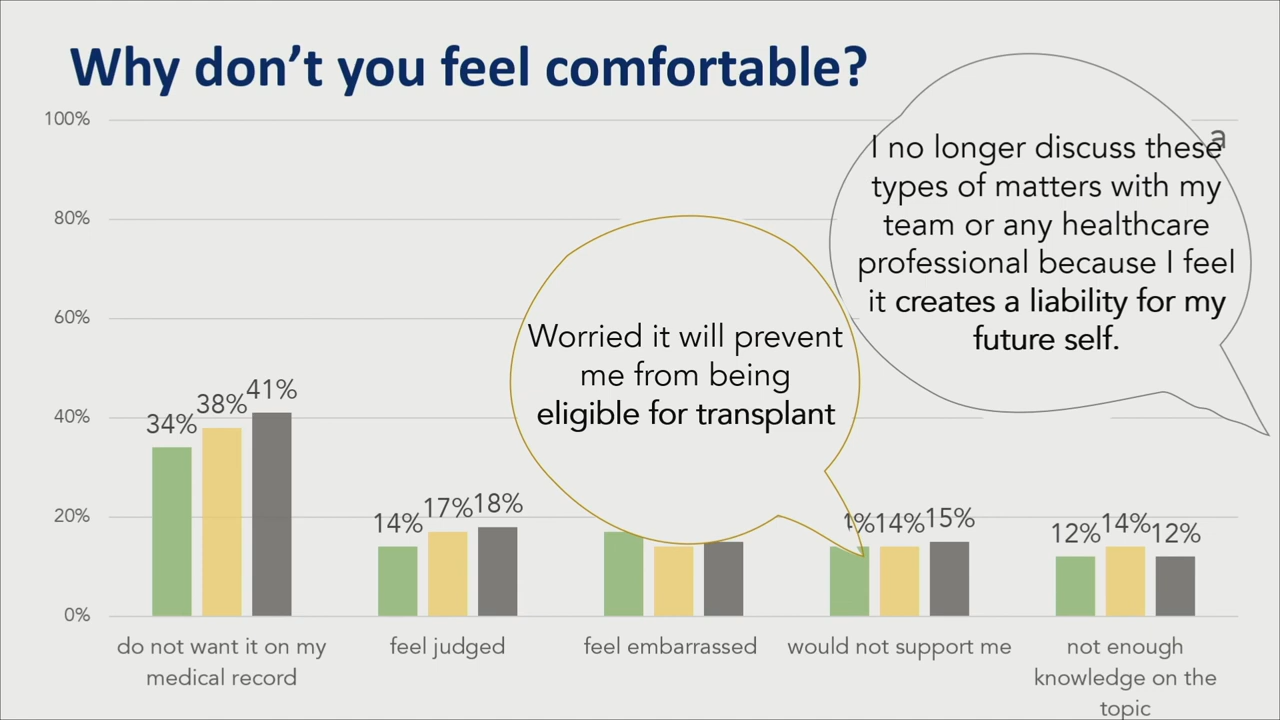 Why don’t you feel comfortable?
100%
80%
60%
40%
20%
0%
a
I no longer discuss these
types of matters with my
team or any healthcare
professional because I feel
it creates a liability for my
future self.
Worried it will prevent
me from being
eligible for transplant
34% 38% 41%
14% 17% 18%
14% 15%
12% 14% 12%
do not want it on my
medical record
feel judged
feel embarrassed
would not support me
not enough
knowledge on the
topic